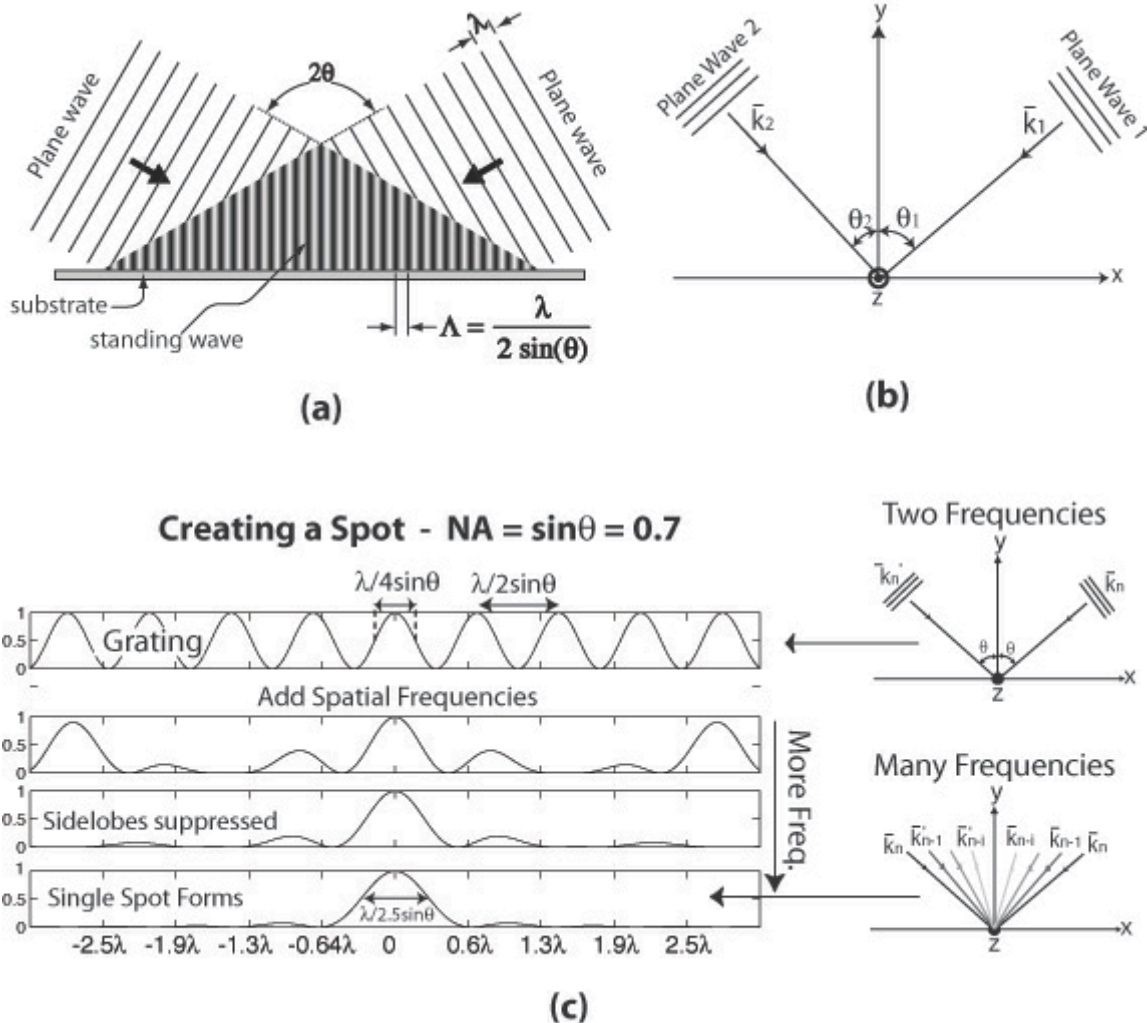 λ
2θ
Plane wave
Plane wave
substrate
standing wave
Λ = λ / 2 sin(θ)
(a)
y
Plane Wave 2
Plane Wave 1
k̄2
k̄1
θ2 θ1
x
z
(b)
Creating a Spot - NA = sinθ = 0.7
λ/4sinθ λ/2sinθ
1
0.5
0
Grating
Add Spatial Frequencies
1
0.5
0
1
0.5
0
Sidelobes suppressed
1
0.5
0
Single Spot Forms
λ/2.5sinθ
-2.5λ -1.9λ -1.3λ -0.64λ 0 0.6λ 1.3λ 1.9λ 2.5λ
More Freq.
Two Frequencies
y
k̄n' k̄n
θ θ
x
z
Many Frequencies
y
k̄n k̄'n-1 k̄'n-i k̄n-i k̄n-1 k̄n
x
z
(c)